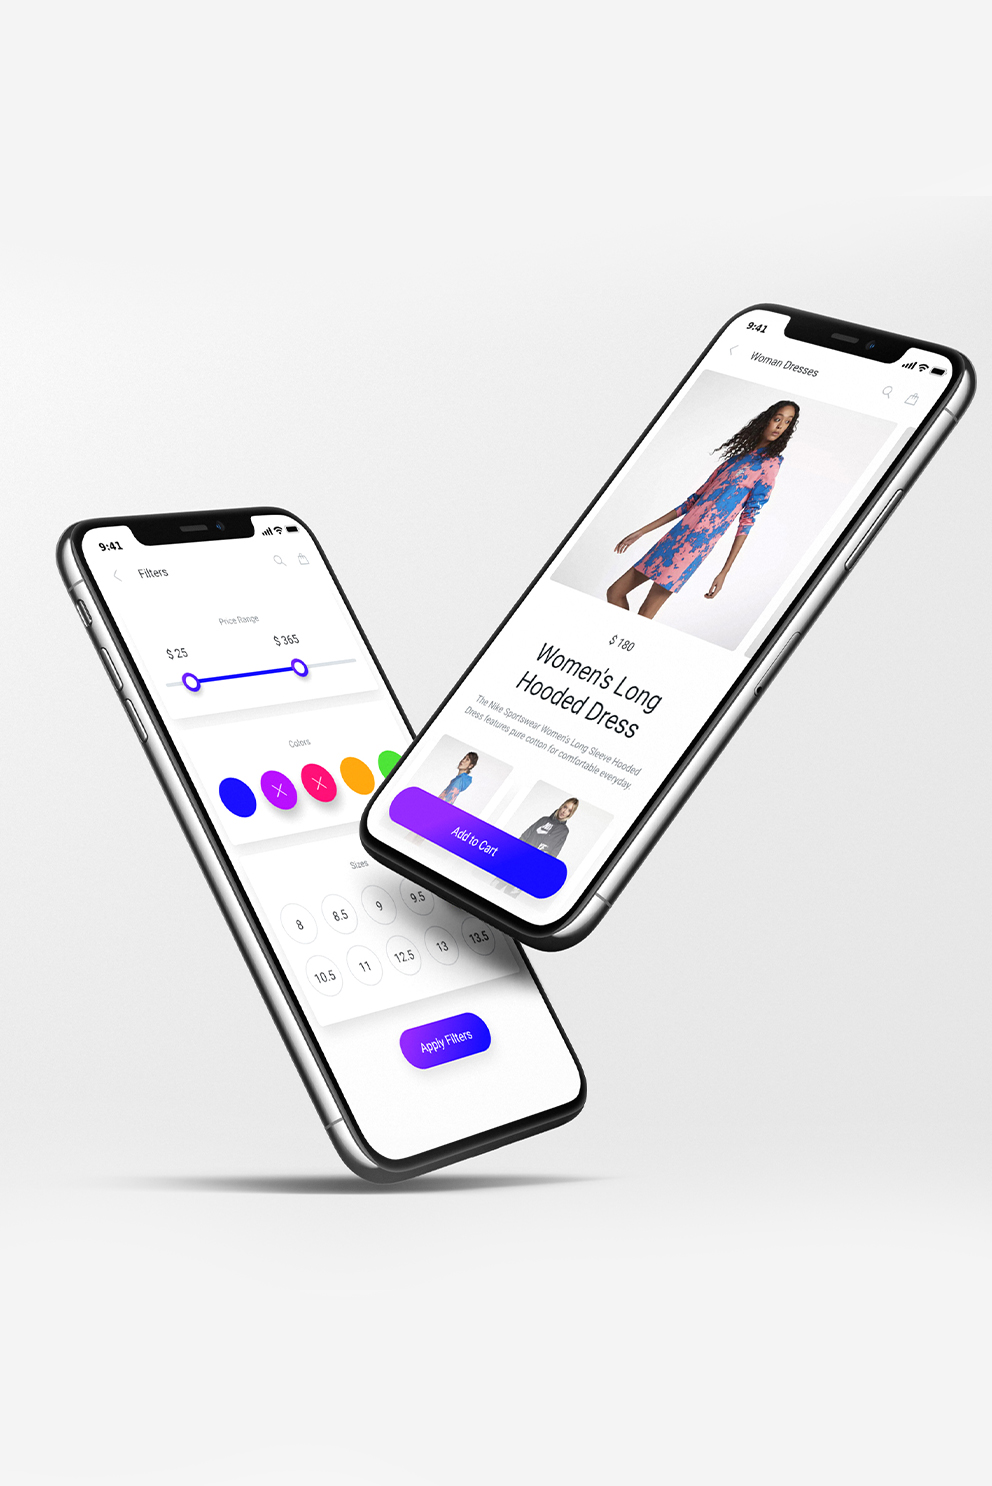 9:41
Filters
Price Range
$ 25
$ 365
Colors
Sizes
8
8.5
9
9.5
10.5
11
12.5
13
13.5
Apply Filters
9:41
Woman Dresses
$ 180
Women's Long
Hooded Dress
The Nike Sportswear Women's Long Sleeve Hooded
Dress features pure cotton for comfortable everyday.
Add to Cart